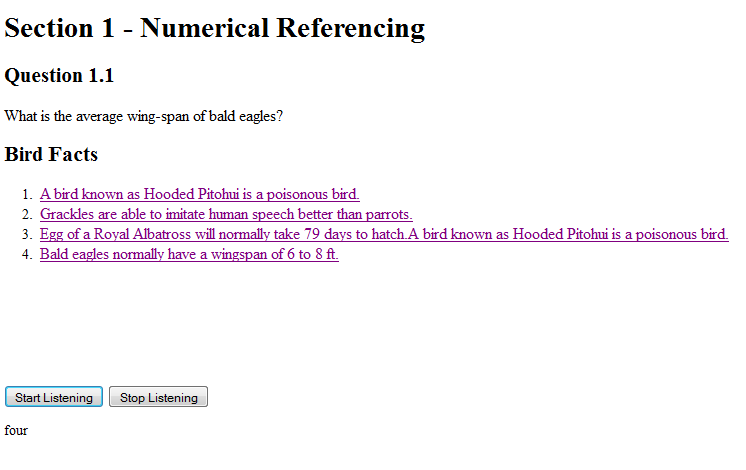 Section 1 - Numerical Referencing
Question 1.1
What is the average wing-span of bald eagles?
Bird Facts
1. A bird known as Hooded Pitohui is a poisonous bird.
2. Grackles are able to imitate human speech better than parrots.
3. Egg of a Royal Albatross will normally take 79 days to hatch.A bird known as Hooded Pitohui is a poisonous bird.
4. Bald eagles normally have a wingspan of 6 to 8 ft.
Start Listening Stop Listening
four